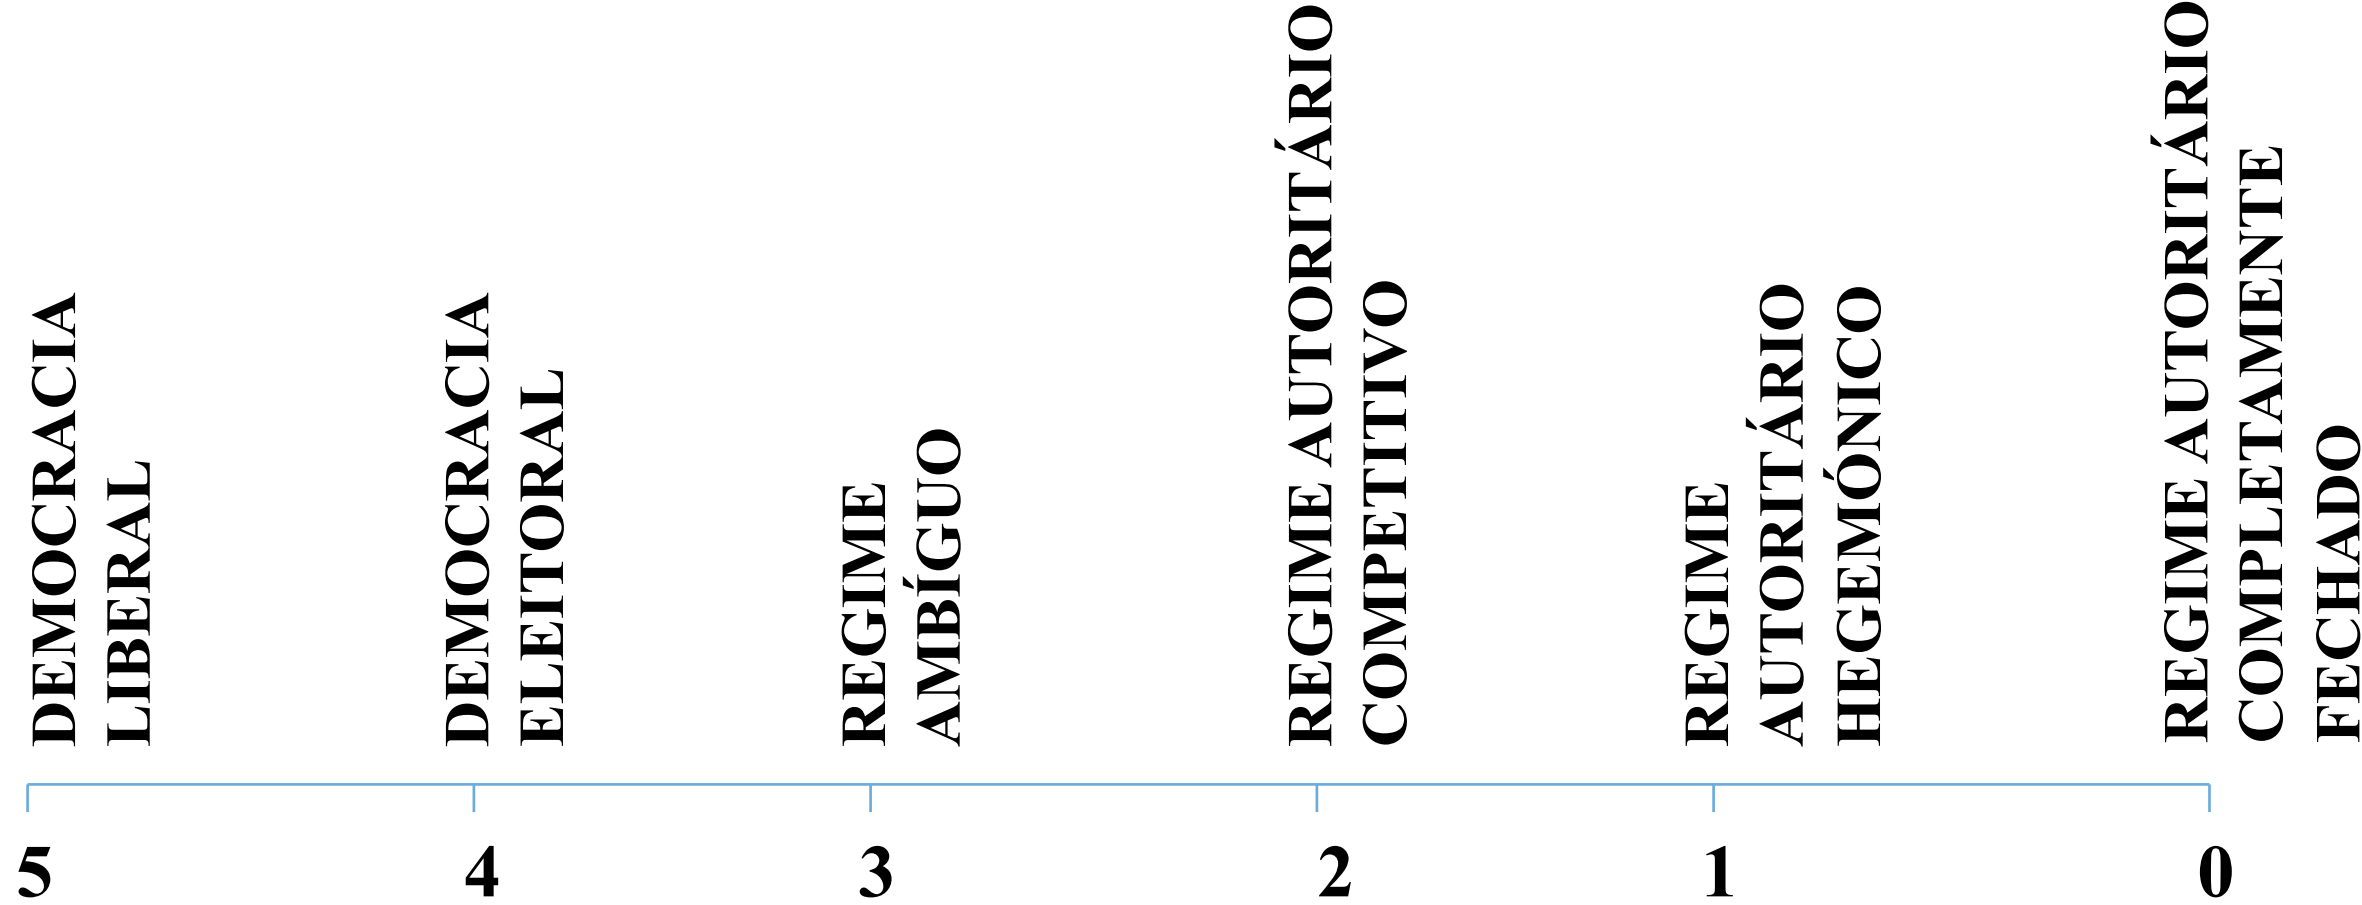 DEMOCRACIA
LIBERAL
DEMOCRACIA
ELEITORAL
REGIME
AMBÍGUO
REGIME AUTORITÁRIO
COMPETITIVO
REGIME
AUTORITÁRIO
HEGEMÓNICO
REGIME AUTORITÁRIO
COMPLETAMENTE
FECHADO
5
4
3
2
1
0